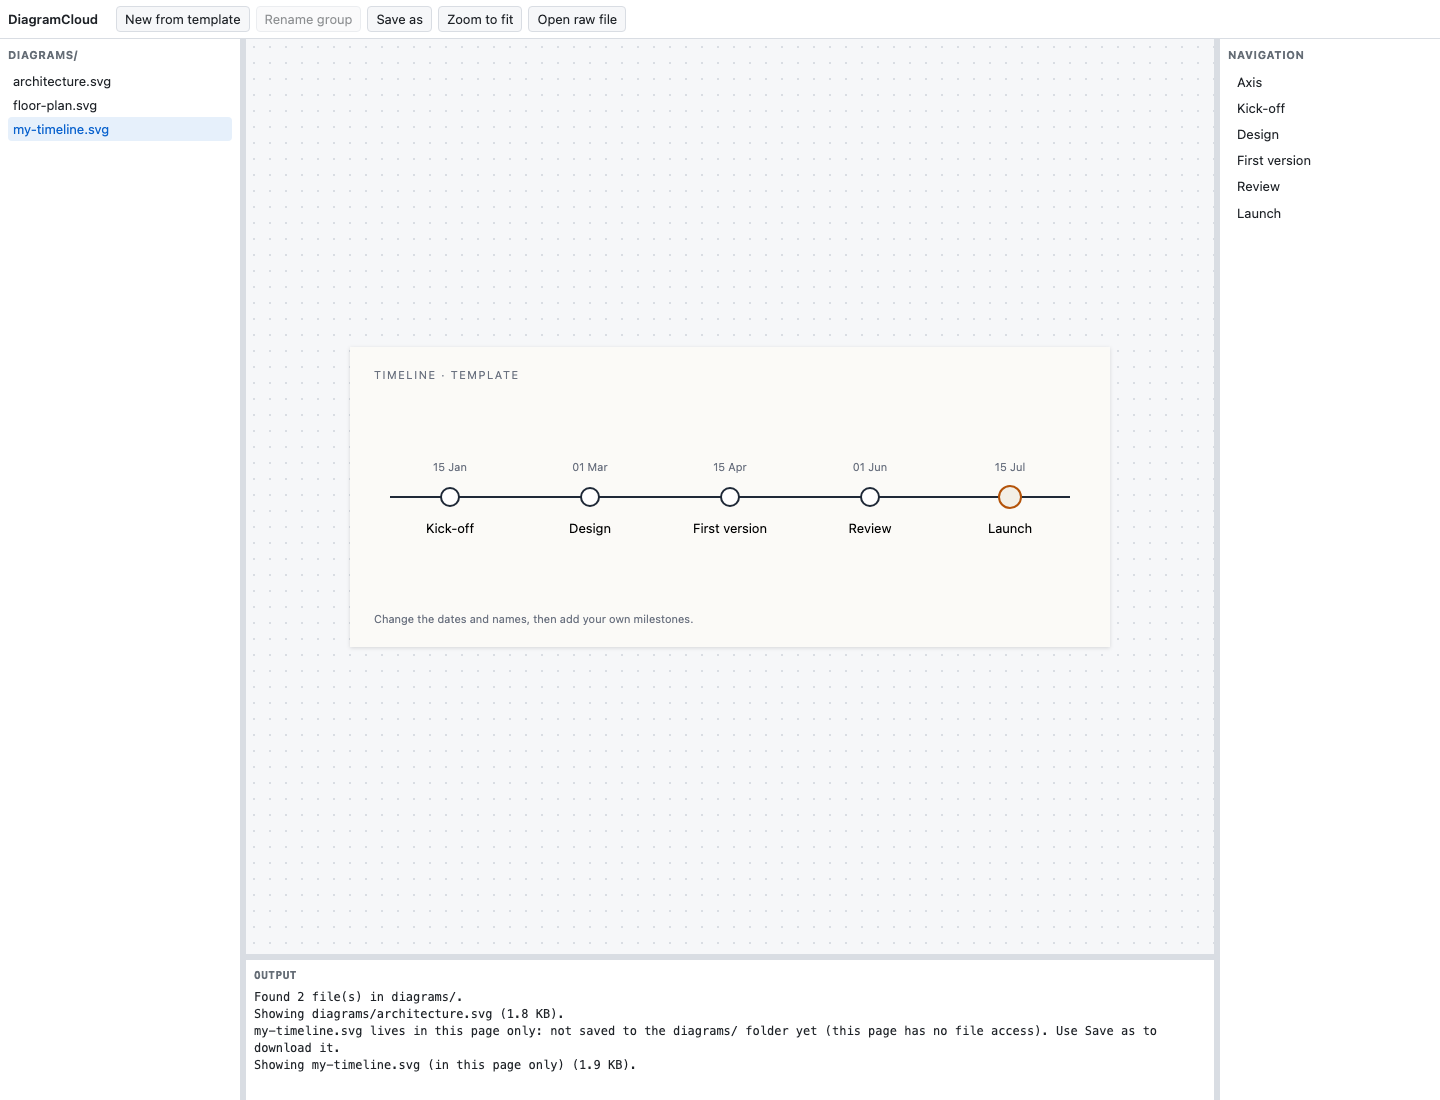 DiagramCloud
New from template
Rename group
Save as
Zoom to fit
Open raw file
DIAGRAMS/
architecture.svg
floor-plan.svg
my-timeline.svg
TIMELINE · TEMPLATE
15 Jan
01 Mar
15 Apr
01 Jun
15 Jul
Kick-off
Design
First version
Review
Launch
Change the dates and names, then add your own milestones.
OUTPUT
Found 2 file(s) in diagrams/.
Showing diagrams/architecture.svg (1.8 KB).
my-timeline.svg lives in this page only: not saved to the diagrams/ folder yet (this page has no file access). Use Save as to
download it.
Showing my-timeline.svg (in this page only) (1.9 KB).
NAVIGATION
Axis
Kick-off
Design
First version
Review
Launch